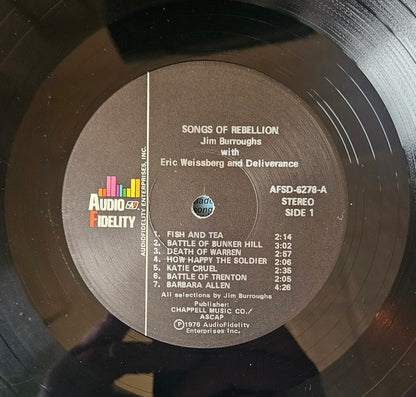 SONGS OF REBELLION
Jim Burroughs
with
Eric Weissberg and Deliverance
AFSD-6278-A
STEREO
SIDE 1
AUDIO
FIDELITY
AUDIOFIDELITY ENTERPRISES, INC.
1. FISH AND TEA 2:14
2. BATTLE OF BUNKER HILL 3:02
3. DEATH OF WARREN 2:57
4. HOW HAPPY THE SOLDIER 2:06
5. KATIE CRUEL 2:35
6. BATTLE OF TRENTON 2:05
7. BARBARA ALLEN 4:26
All selections by Jim Burroughs
Publisher:
CHAPPELL MUSIC CO./
ASCAP
Ⓟ1976 AudioFidelity
Enterprises Inc.